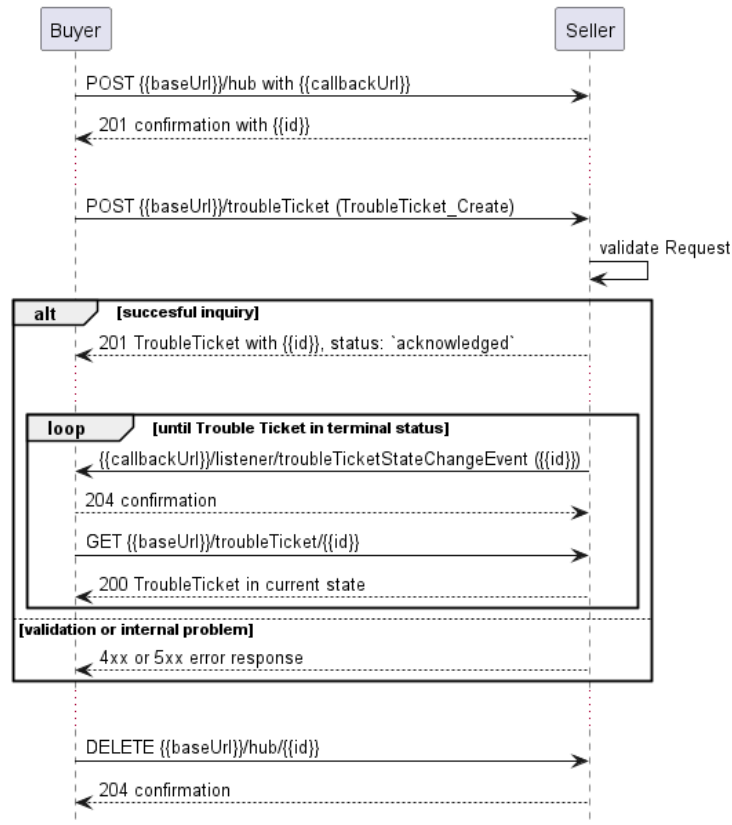 Buyer Seller
POST {{baseUrl}}/hub with {{callbackUrl}}
201 confirmation with {{id}}
POST {{baseUrl}}/troubleTicket (TroubleTicket_Create)
validate Request
alt [succesful inquiry]
201 TroubleTicket with {{id}}, status: `acknowledged`
loop [until Trouble Ticket in terminal status]
{{callbackUrl}}/listener/troubleTicketStateChangeEvent ({{id}})
204 confirmation
GET {{baseUrl}}/troubleTicket/{{id}}
200 TroubleTicket in current state
[validation or internal problem]
4xx or 5xx error response
DELETE {{baseUrl}}/hub/{{id}}
204 confirmation